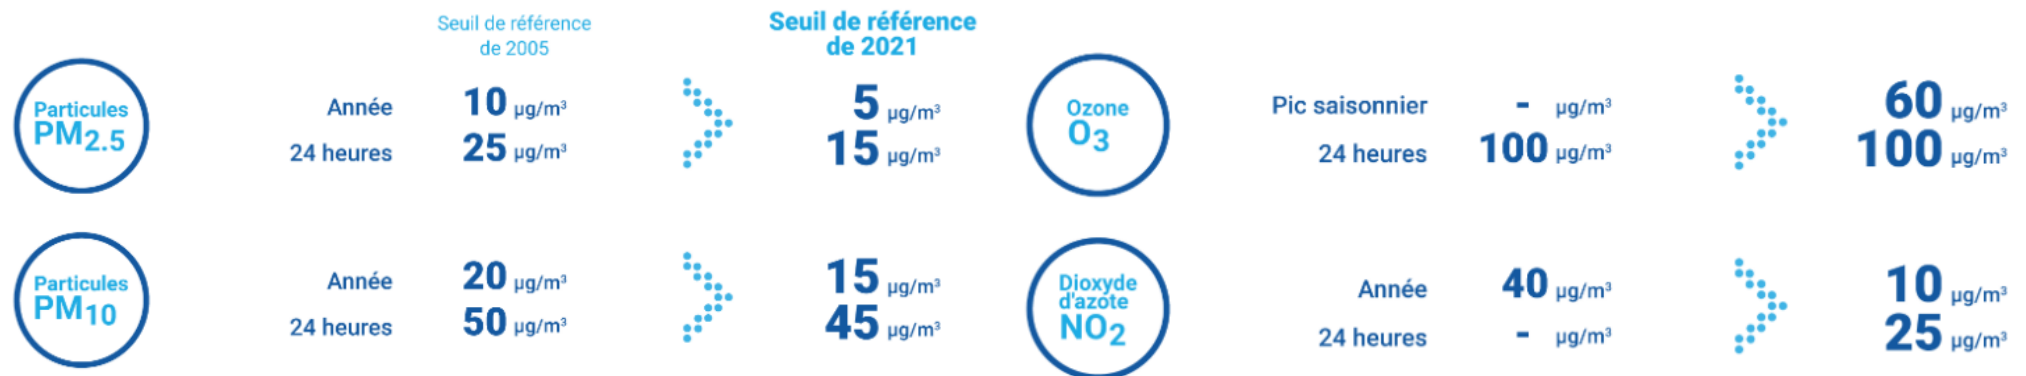 Seuil de référence
de 2005
Seuil de référence
de 2021
Particules
PM2.5
Année 10 µg/m³ 5 µg/m³
24 heures 25 µg/m³ 15 µg/m³
Ozone
O3
Pic saisonnier - µg/m³ 60 µg/m³
24 heures 100 µg/m³ 100 µg/m³
Particules
PM10
Année 20 µg/m³ 15 µg/m³
24 heures 50 µg/m³ 45 µg/m³
Dioxyde
d'azote
NO2
Année 40 µg/m³ 10 µg/m³
24 heures - µg/m³ 25 µg/m³